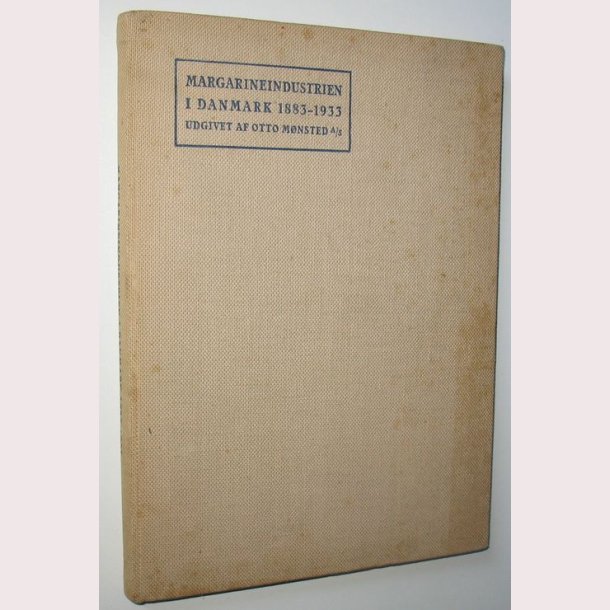 MARGARINEINDUSTRIEN
I DANMARK 1883-1933
UDGIVET AF OTTO MØNSTED A/S